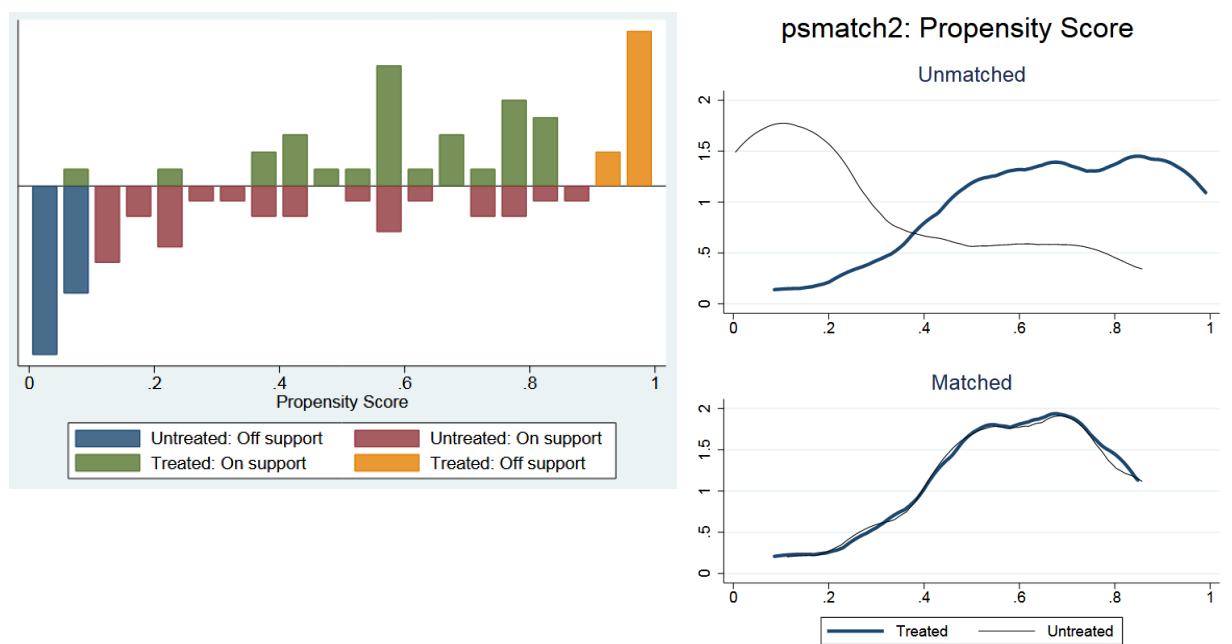 0 .2 .4 .6 .8 1
Propensity Score
Untreated: Off support Untreated: On support
Treated: On support Treated: Off support
psmatch2: Propensity Score
Unmatched
2
1.5
1
.5
0
0 .2 .4 .6 .8 1
Matched
2
1.5
1
.5
0
0 .2 .4 .6 .8 1
Treated Untreated